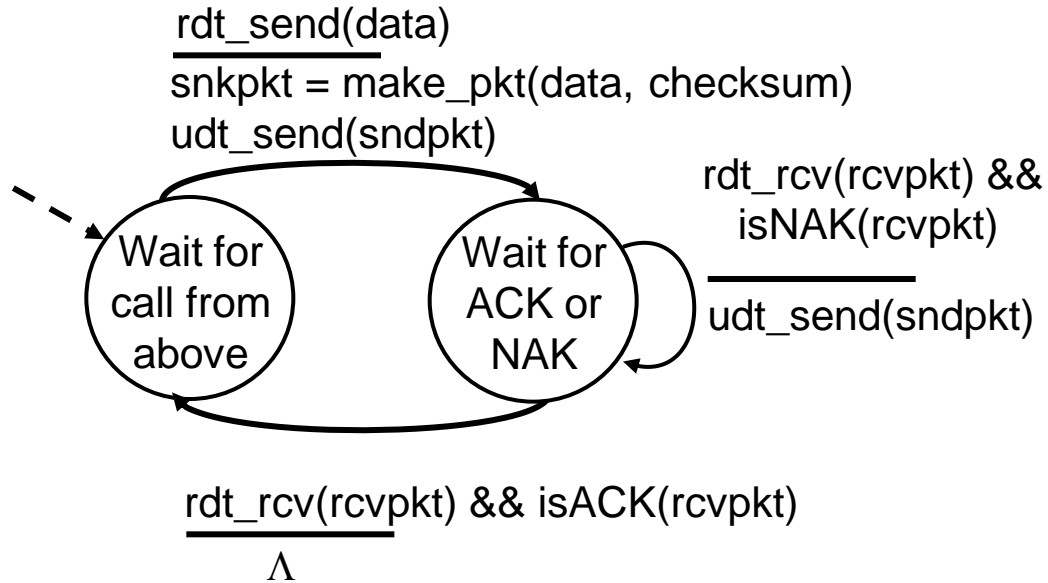 rdt_send(data)
snkpkt = make_pkt(data, checksum)
udt_send(sndpkt)
rdt_rcv(rcvpkt) &&
isNAK(rcvpkt)
udt_send(sndpkt)
Wait for
call from
above
Wait for
ACK or
NAK
rdt_rcv(rcvpkt) && isACK(rcvpkt)
Λ